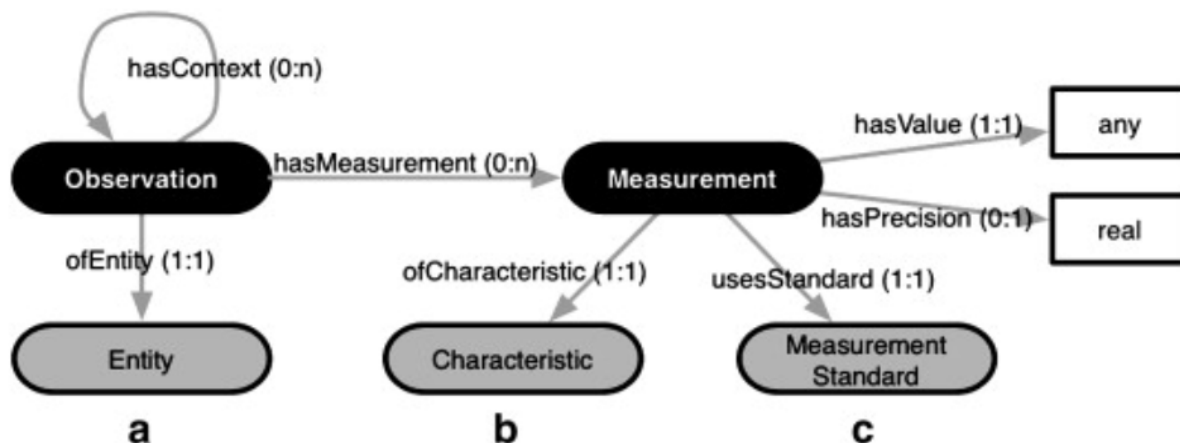 hasContext (0:n)
hasValue (1:1)
any
Observation
hasMeasurement (0:n)
Measurement
hasPrecision (0:1)
real
ofEntity (1:1)
ofCharacteristic (1:1)
usesStandard (1:1)
Entity
Characteristic
Measurement
Standard
a
b
c